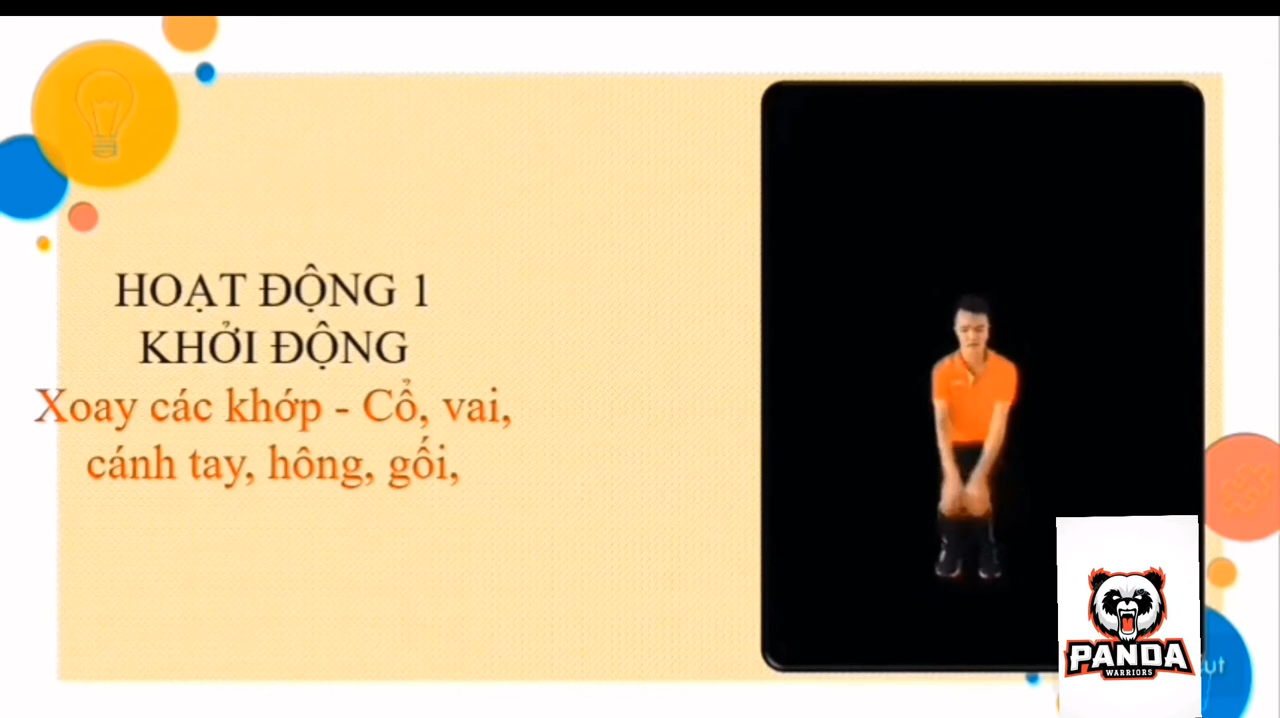 HOẠT ĐỘNG 1
KHỞI ĐỘNG
Xoay các khớp - Cổ, vai,
cánh tay, hông, gối,
PANDA
WARRIORS